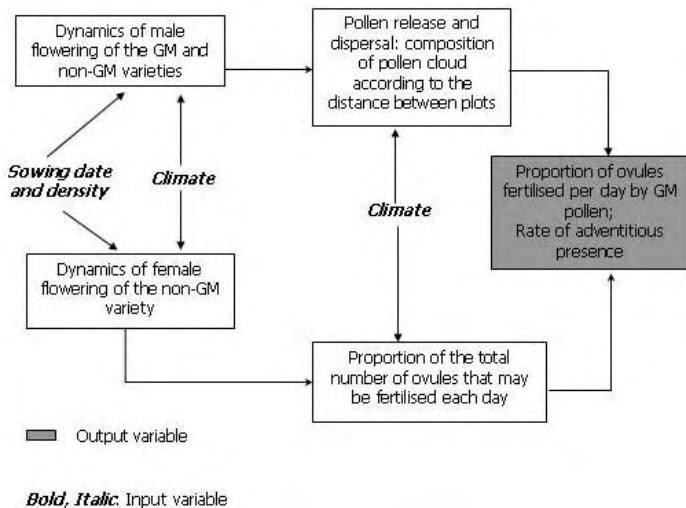 Dynamics of male
flowering of the GM and
non-GM varieties
Pollen release and
dispersal: composition
of pollen cloud
according to the
distance between plots
Sowing date
and density
Climate
Climate
Proportion of ovules
fertilised per day by GM
pollen;
Rate of adventitious
presence
Dynamics of female
flowering of the non-GM
variety
Proportion of the total
number of ovules that may
be fertilised each day
Output variable
Bold, Italic: Input variable